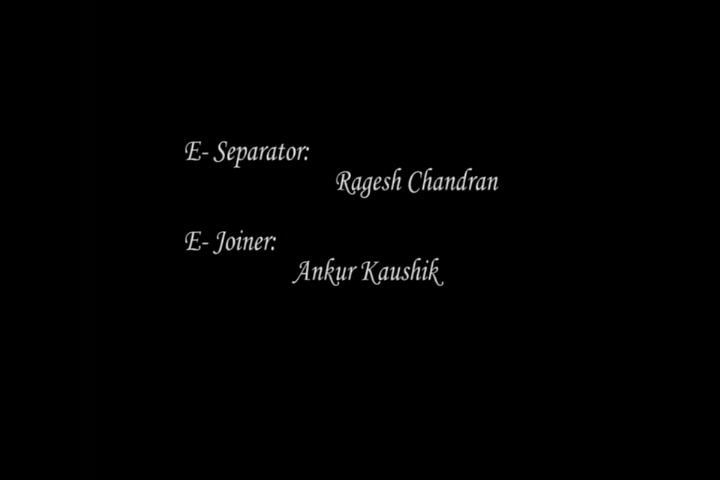 E- Separator:
Ragesh Chandran
E- Joiner:
Ankur Kaushik